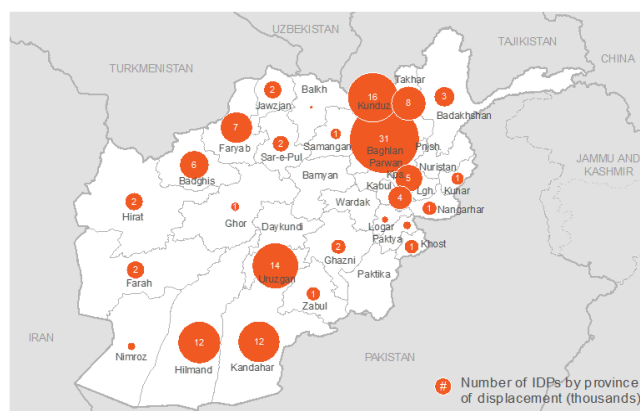 UZBEKISTAN
TAJIKISTAN
TURKMENISTAN
CHINA
Takhar
2
Balkh
16
3
Jawzjan
Kunduz
8
Badakhshan
7
31
Faryab
2
1
Samangan
Baghlan
Pnjsh.
Sar-e-Pul
6
Parwan
Nuristan
JAMMU AND
KASHMIR
Badghis
Bamyan
Kps.
5
1
Kabul
Lgh.
Kunar
2
1
Wardak
4
1
Nangarhar
Hirat
Ghor
Daykundi
Logar
2
Paktya
1
Khost
14
Ghazni
2
Uruzgan
Paktika
Farah
1
Zabul
IRAN
12
12
Nimroz
Hilmand
Kandahar
PAKISTAN
# Number of IDPs by province
of displacement (thousands)